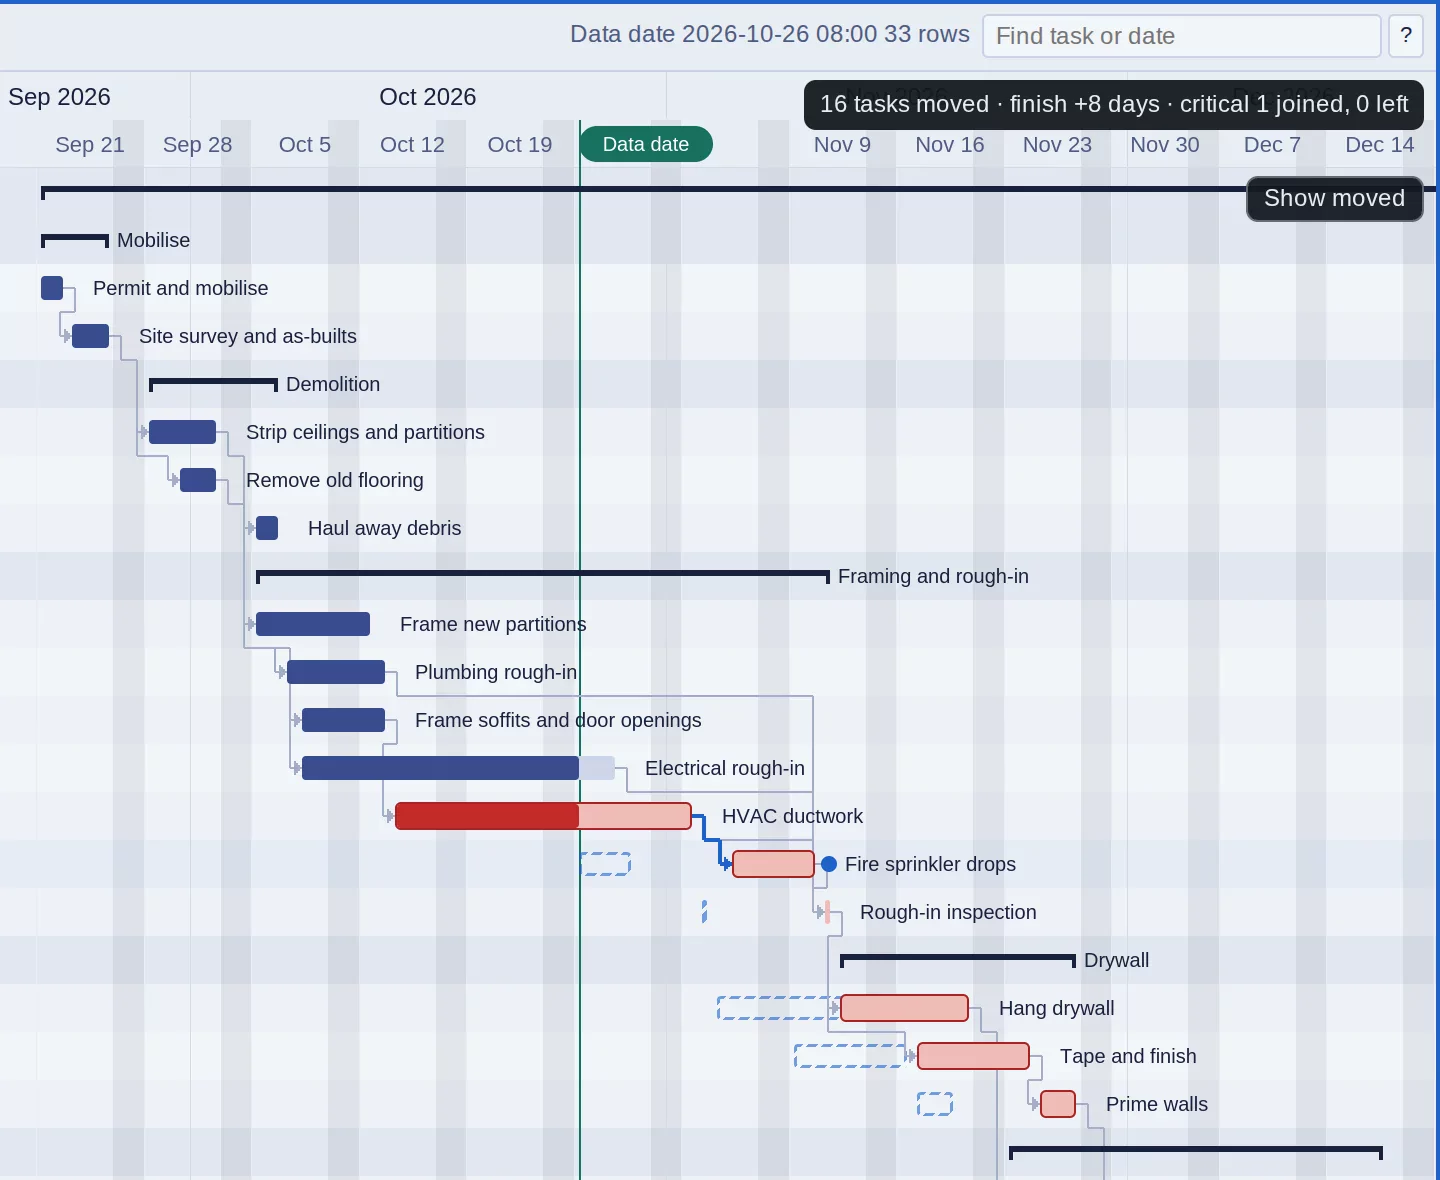 Data date 2026-10-26 08:00 33 rows
Find task or date
?
Sep 2026
Oct 2026
Nov 2026
Dec 2026
16 tasks moved · finish +8 days · critical 1 joined, 0 left
Sep 21
Sep 28
Oct 5
Oct 12
Oct 19
Data date
Nov 9
Nov 16
Nov 23
Nov 30
Dec 7
Dec 14
Show moved
Mobilise
Permit and mobilise
Site survey and as-builts
Demolition
Strip ceilings and partitions
Remove old flooring
Haul away debris
Framing and rough-in
Frame new partitions
Plumbing rough-in
Frame soffits and door openings
Electrical rough-in
HVAC ductwork
Fire sprinkler drops
Rough-in inspection
Drywall
Hang drywall
Tape and finish
Prime walls